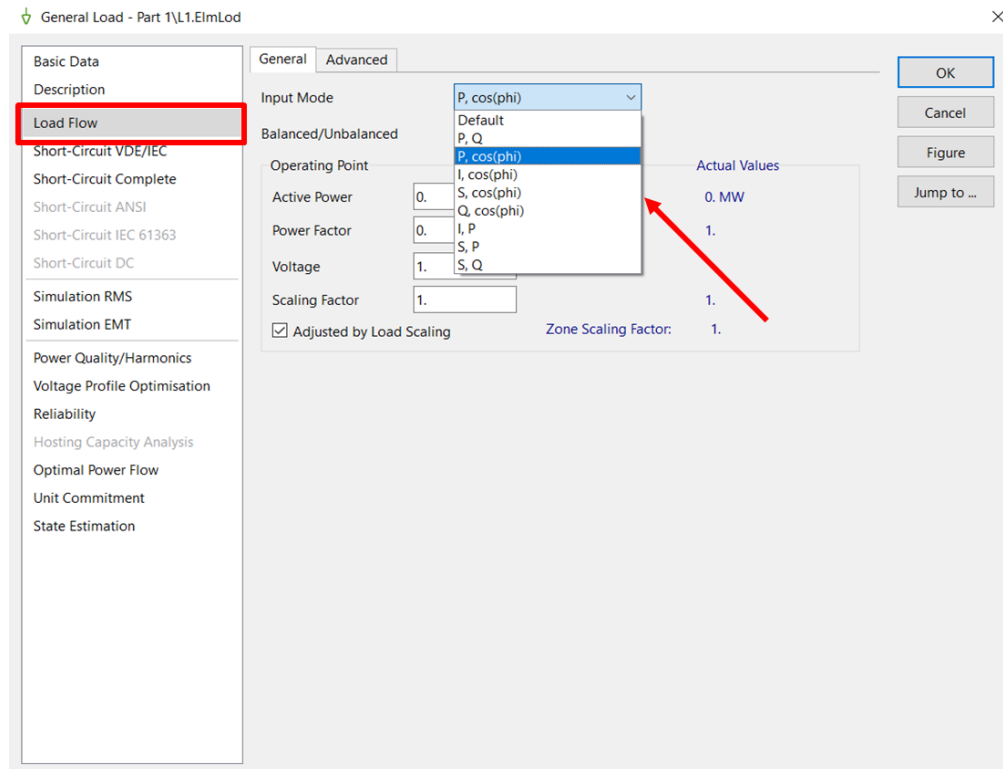 General Load - Part 1\L1.ElmLod
Basic Data
Description
Load Flow
Short-Circuit VDE/IEC
Short-Circuit Complete
Short-Circuit ANSI
Short-Circuit IEC 61363
Short-Circuit DC
Simulation RMS
Simulation EMT
Power Quality/Harmonics
Voltage Profile Optimisation
Reliability
Hosting Capacity Analysis
Optimal Power Flow
Unit Commitment
State Estimation
General Advanced
Input Mode P, cos(phi)
Default
P, Q
P, cos(phi)
I, cos(phi)
S, cos(phi)
Q, cos(phi)
I, P
S, P
S, Q
Balanced/Unbalanced
Operating Point Actual Values
Active Power 0. 0. MW
Power Factor 0. 1.
Voltage 1.
Scaling Factor 1. 1.
Adjusted by Load Scaling Zone Scaling Factor: 1.
OK
Cancel
Figure
Jump to ...